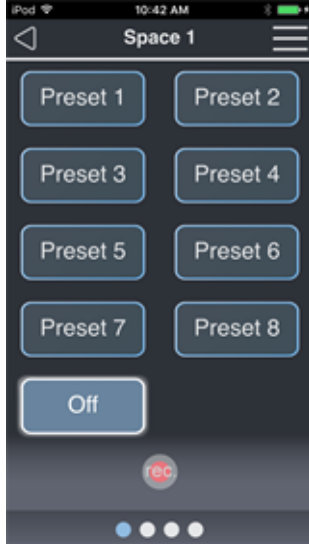 iPod 10:42 AM
Space 1
Preset 1 Preset 2
Preset 3 Preset 4
Preset 5 Preset 6
Preset 7 Preset 8
Off
rec.